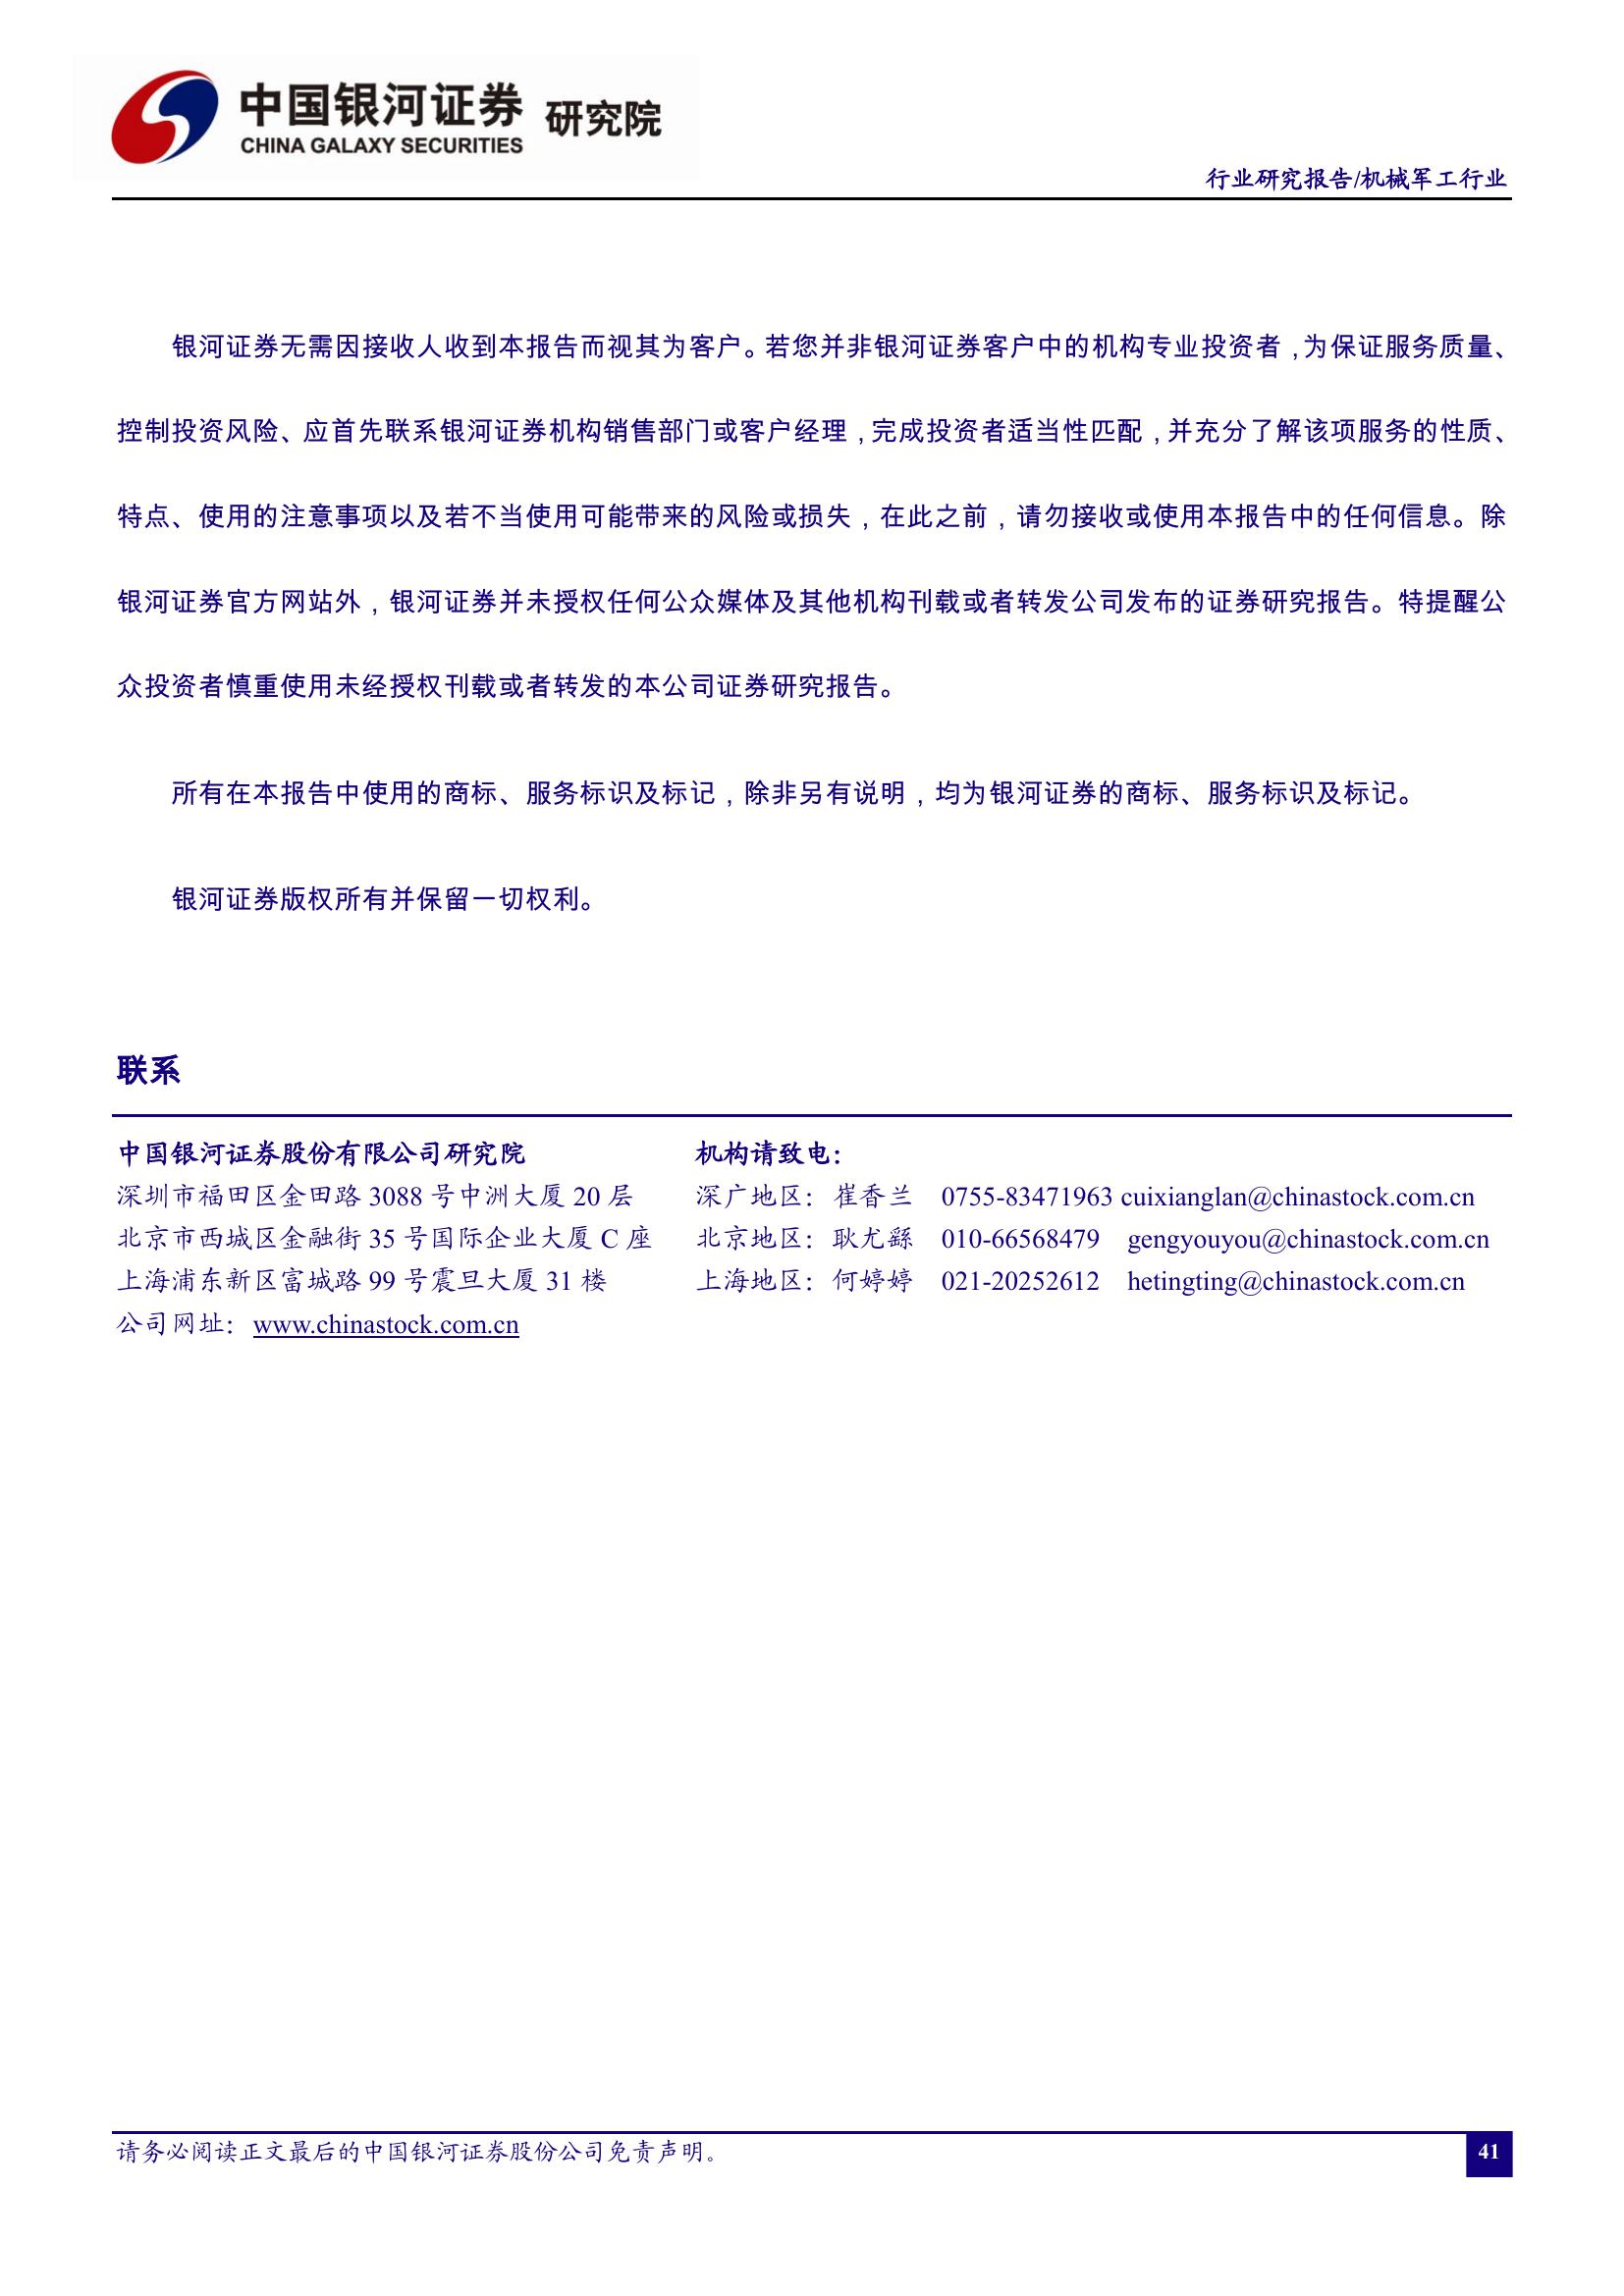 中国银河证券 研究院
CHINA GALAXY SECURITIES
行业研究报告/机械军工行业
银河证券无需因接收人收到本报告而视其为客户。若您并非银河证券客户中的机构专业投资者,为保证服务质量、
控制投资风险、应首先联系银河证券机构销售部门或客户经理,完成投资者适当性匹配,并充分了解该项服务的性质、
特点、使用的注意事项以及若不当使用可能带来的风险或损失,在此之前,请勿接收或使用本报告中的任何信息。除
银河证券官方网站外,银河证券并未授权任何公众媒体及其他机构刊载或者转发公司发布的证券研究报告。特提醒公
众投资者慎重使用未经授权刊载或者转发的本公司证券研究报告。
所有在本报告中使用的商标、服务标识及标记,除非另有说明,均为银河证券的商标、服务标识及标记。
银河证券版权所有并保留一切权利。
联系
中国银河证券股份有限公司研究院 机构请致电:
深圳市福田区金田路 3088 号中洲大厦 20 层 深广地区:崔香兰 0755-83471963 cuixianglan@chinastock.com.cn
北京市西城区金融街 35 号国际企业大厦 C 座 北京地区:耿尤繇 010-66568479 gengyouyou@chinastock.com.cn
上海浦东新区富城路 99 号震旦大厦 31 楼 上海地区:何婷婷 021-20252612 hetingting@chinastock.com.cn
公司网址:www.chinastock.com.cn
请务必阅读正文最后的中国银河证券股份公司免责声明。 41